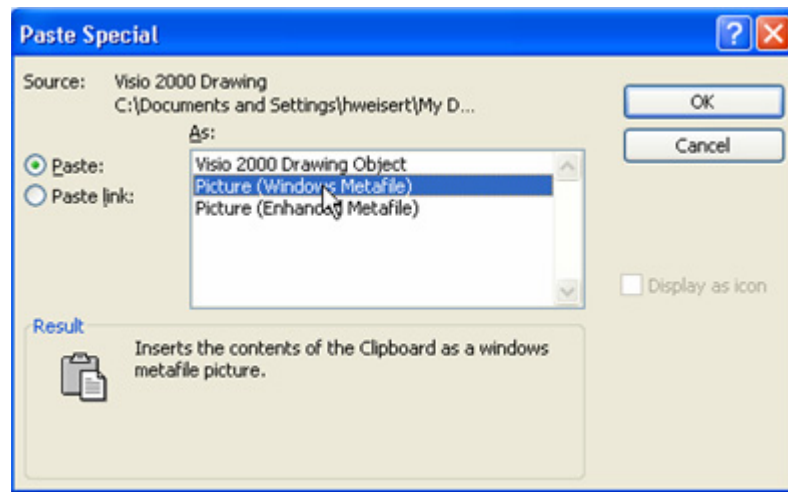 Paste Special
Source: Visio 2000 Drawing
C:\Documents and Settings\hweisert\My D...
As:
Paste:
Paste link:
Visio 2000 Drawing Object
Picture (Windows Metafile)
Picture (Enhanced Metafile)
OK
Cancel
Display as icon
Result
Inserts the contents of the Clipboard as a windows
metafile picture.